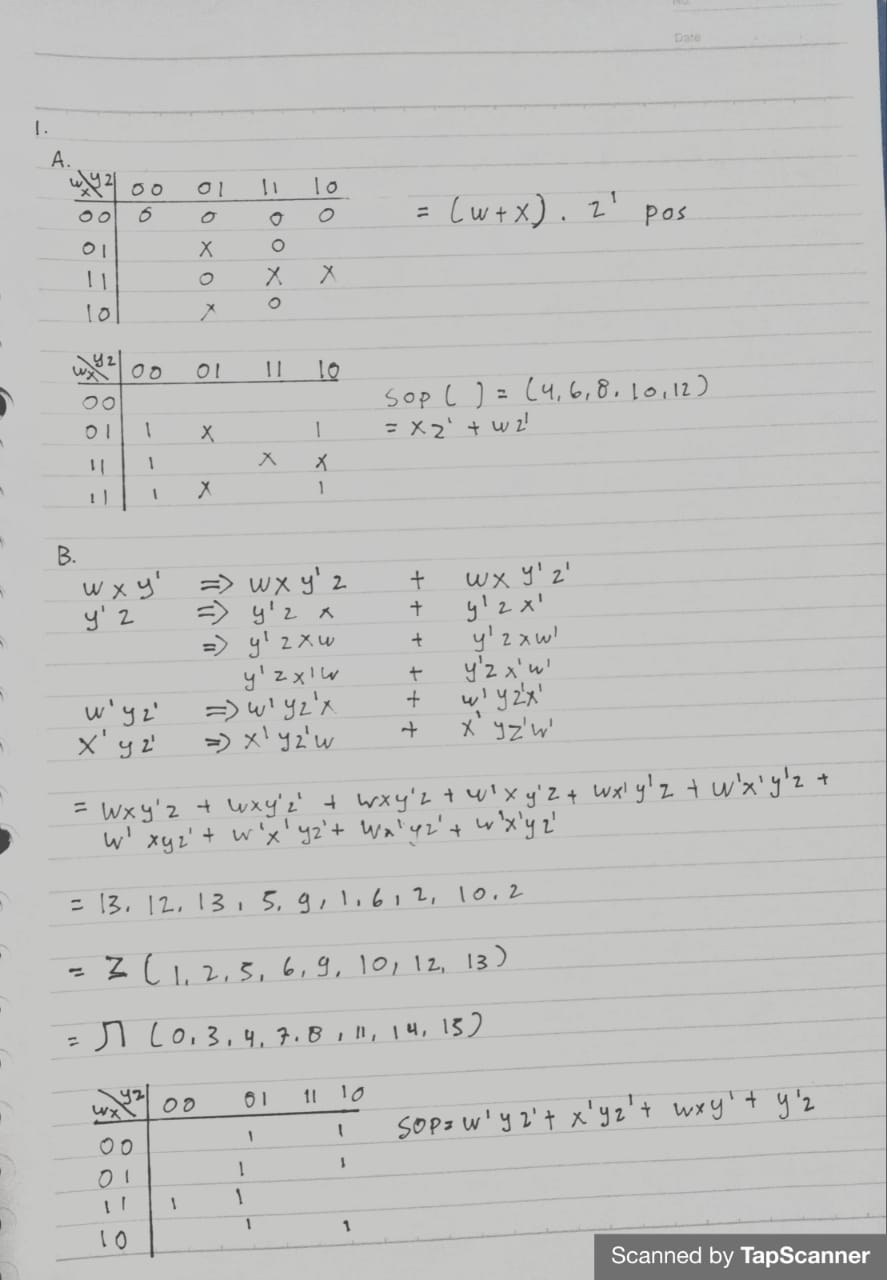 No.
Date
1.
A.
wx\yz 00 01 11 10
00 0 0 0 0 = (w+x) . z' pos
01 x 0
11 0 x x
10 x 0
wx\yz 00 01 11 10
00 SOP ( ) = (4,6,8,10,12)
01 1 x 1 = xz' + wz'
11 1 x x
11 1 x 1
B.
wxy' => wxy'z + wxy'z'
y'z => y'zx + y'zx'
=> y'zxw + y'zxw'
y'zx'w + y'zx'w'
w'yz' => w'yz'x + w'yz'x'
x'yz' => x'yz'w + x'yz'w'
= wxy'z + wxy'z' + wxy'z + w'xy'z + wx'y'z + w'x'y'z +
w'xyz' + w'x'yz' + wx'yz' + w'x'yz'
= 13, 12, 13, 5, 9, 1, 6, 2, 10, 2
= Σ (1, 2, 5, 6, 9, 10, 12, 13)
= Π (0, 3, 4, 7, 8, 11, 14, 15)
wx\yz 00 01 11 10
00 1 1 SOP = w'yz' + x'yz' + wxy' + y'z
01 1 1
11 1 1
10 1 1
Scanned by TapScanner